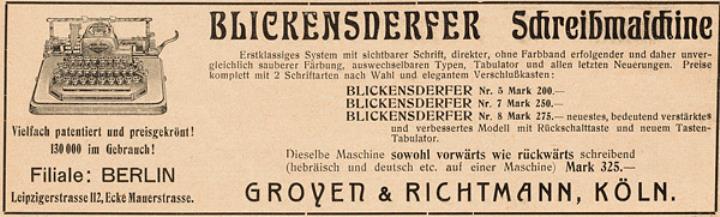 BLICKENSDERFER Schreibmaschine
Erstklassiges System mit sichtbarer Schrift, direkter, ohne Farbband erfolgender und daher unver-
gleichlich sauberer Färbung, auswechselbaren Typen, Tabulator und allen letzten Neuerungen. Preise
komplett mit 2 Schriftarten nach Wahl und elegantem Verschlußkasten:
BLICKENSDERFER Nr. 5 Mark 200.—
BLICKENSDERFER Nr. 7 Mark 250.—
BLICKENSDERFER Nr. 8 Mark 275.— neuestes, bedeutend verstärktes
und verbessertes Modell mit Rückschalttaste und neuem Tasten-
Tabulator.
Dieselbe Maschine sowohl vorwärts wie rückwärts schreibend
(hebräisch und deutsch etc. auf einer Maschine) Mark 325.—
GROYEN & RICHTMANN, KÖLN.
Vielfach patentiert und preisgekrönt!
130000 im Gebrauch!
Filiale: BERLIN
Leipzigerstrasse 112, Ecke Mauerstrasse.